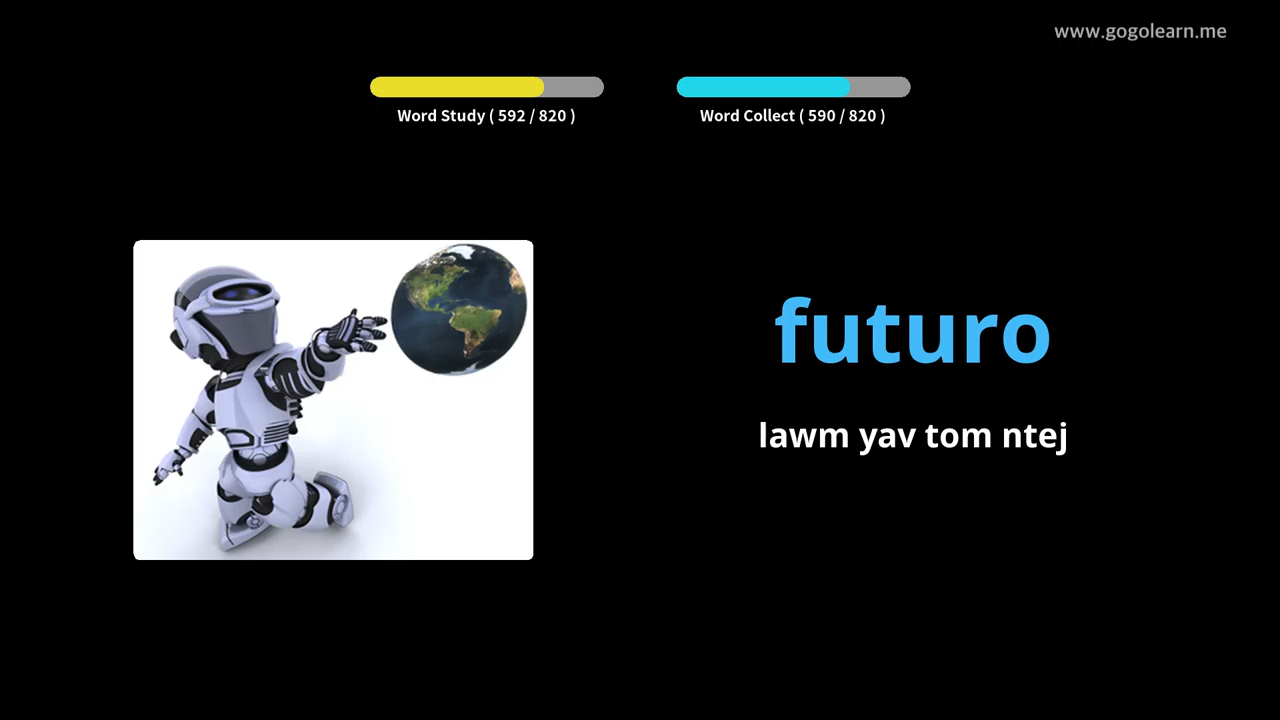 www.gogolearn.me
Word Study ( 592 / 820 )
Word Collect ( 590 / 820 )
futuro
lawm yav tom ntej